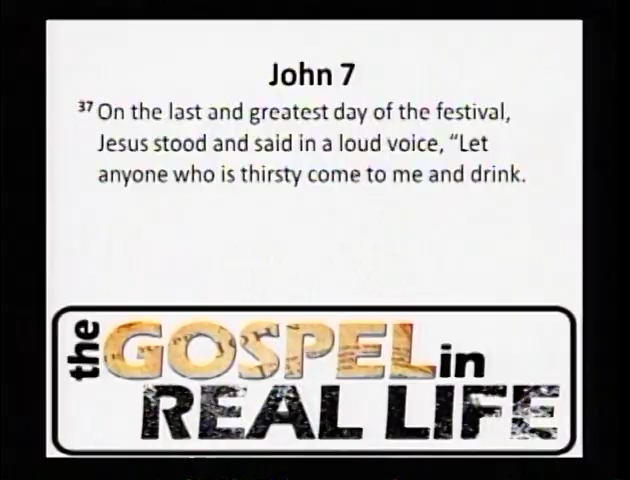 John 7
37 On the last and greatest day of the festival,
Jesus stood and said in a loud voice, “Let
anyone who is thirsty come to me and drink.
the GOSPEL in
REAL LIFE